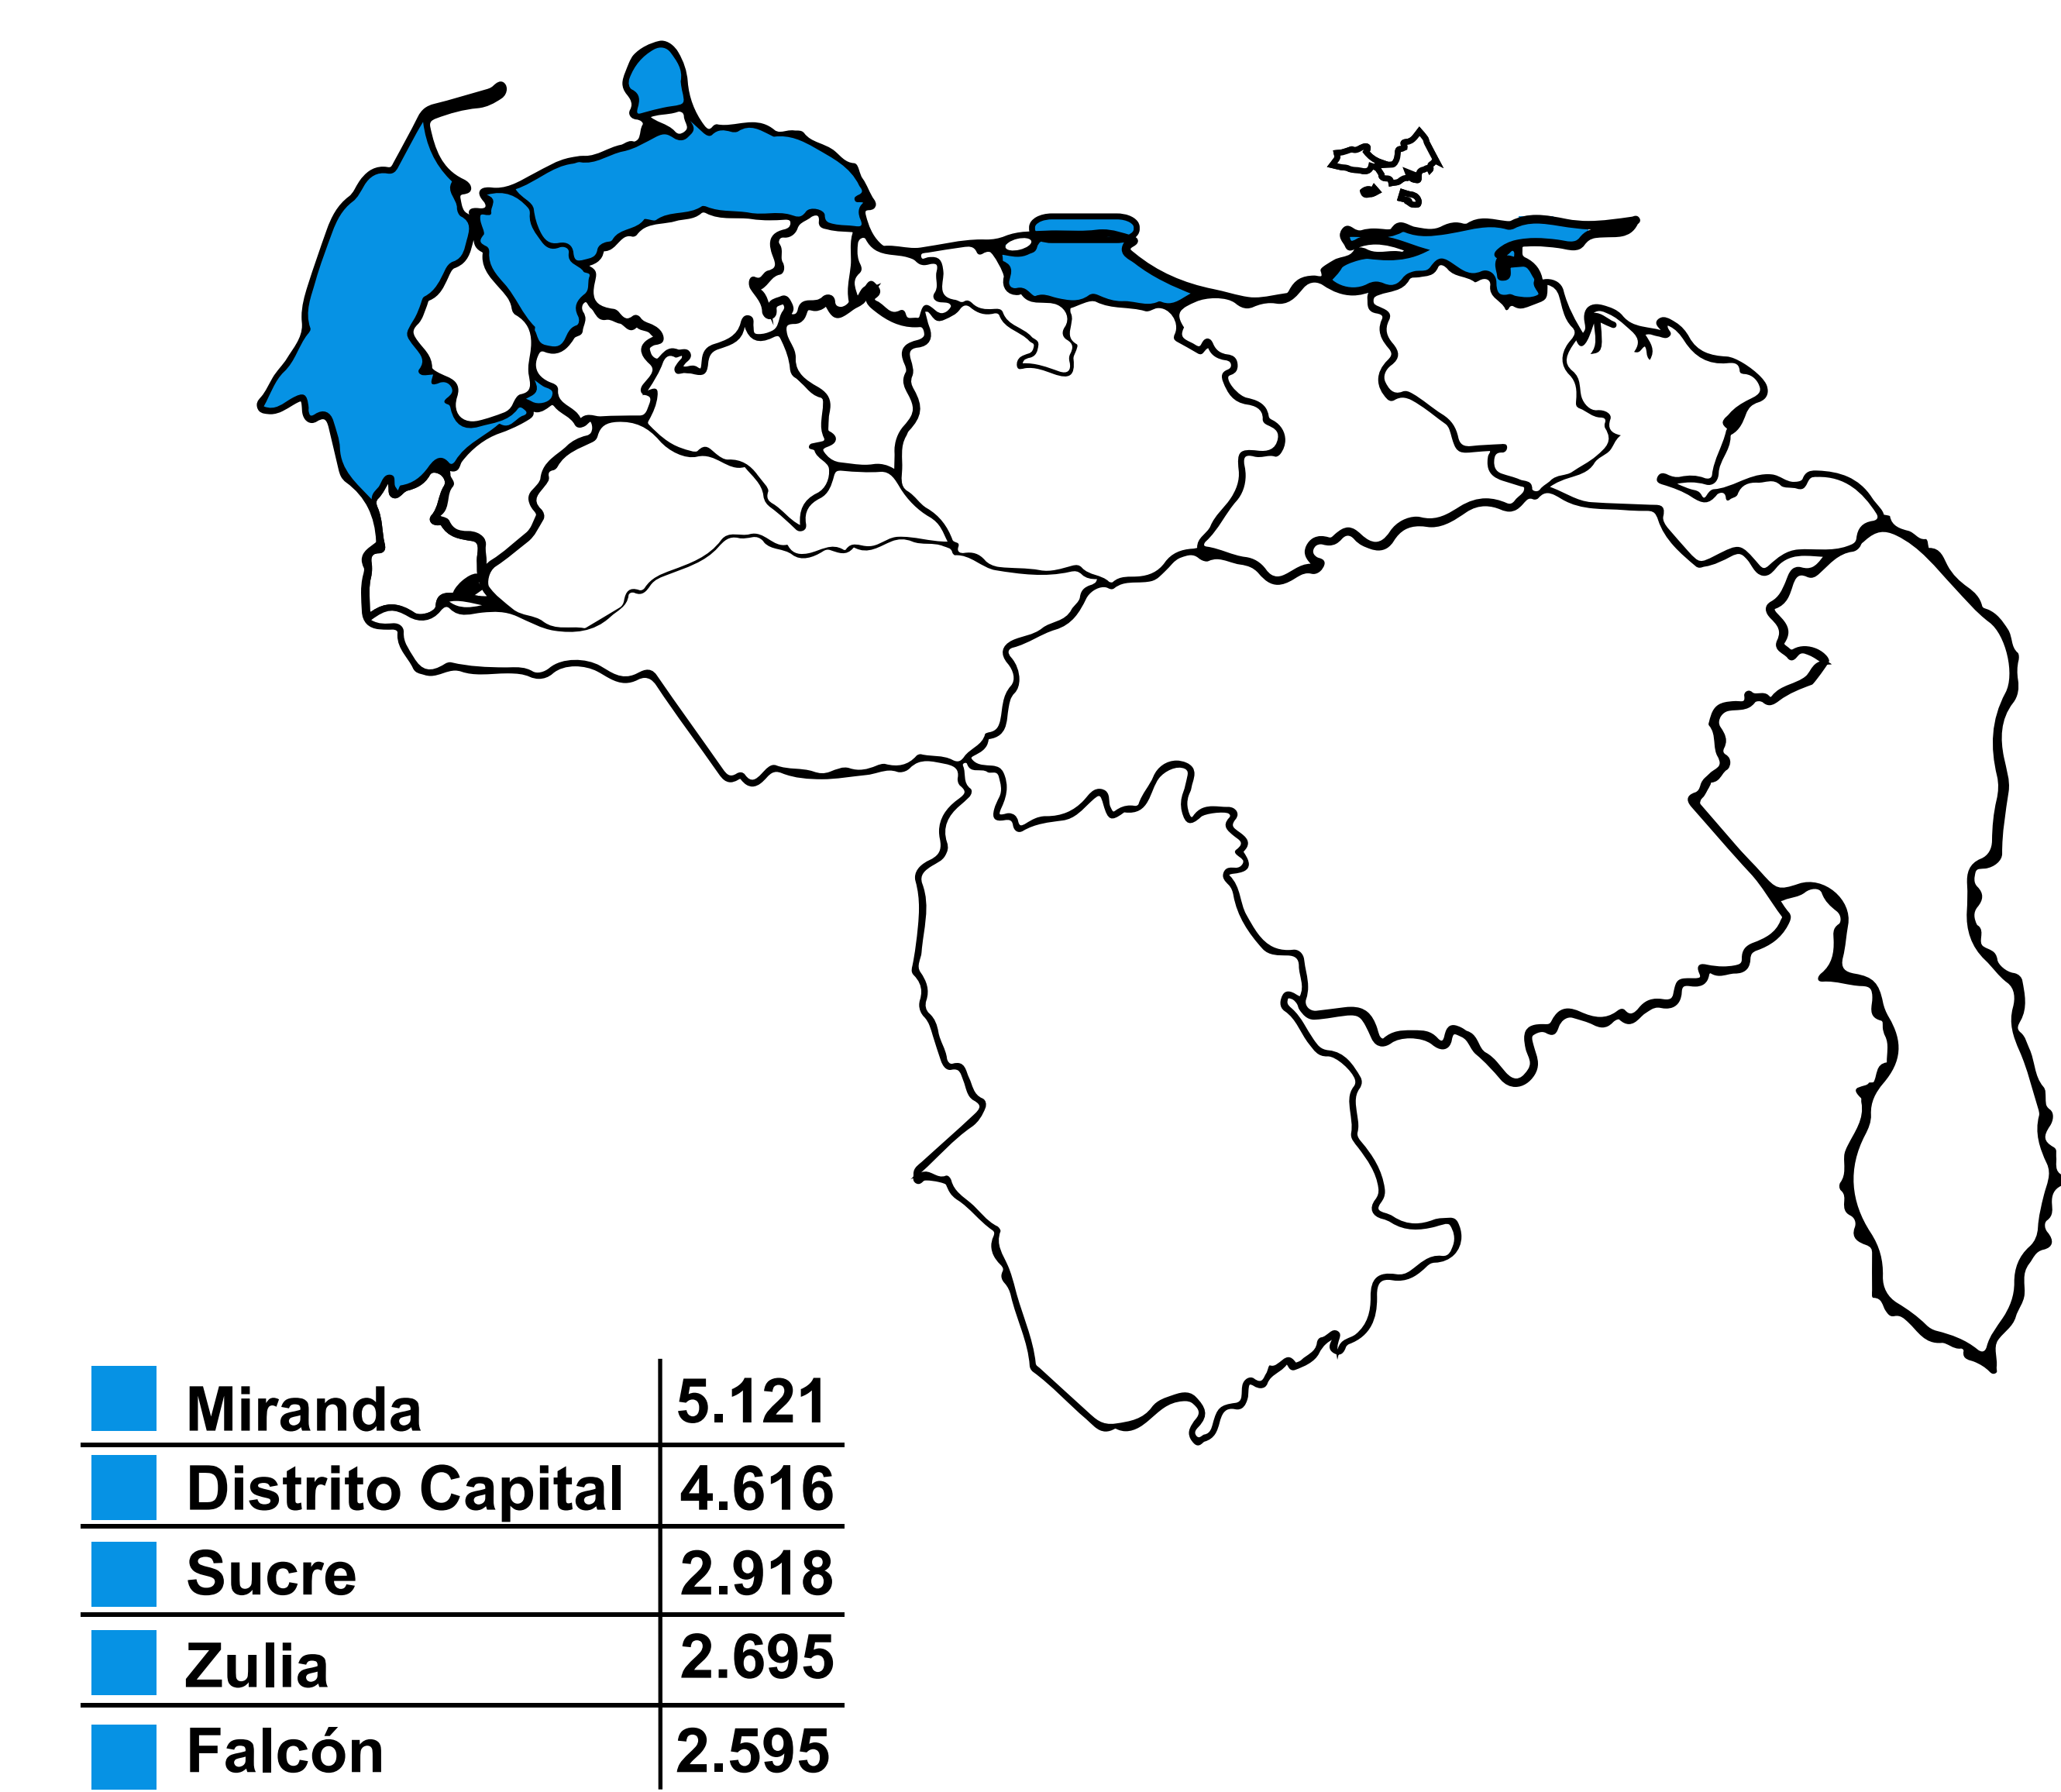 Miranda 5.121
Distrito Capital 4.616
Sucre 2.918
Zulia 2.695
Falcón 2.595